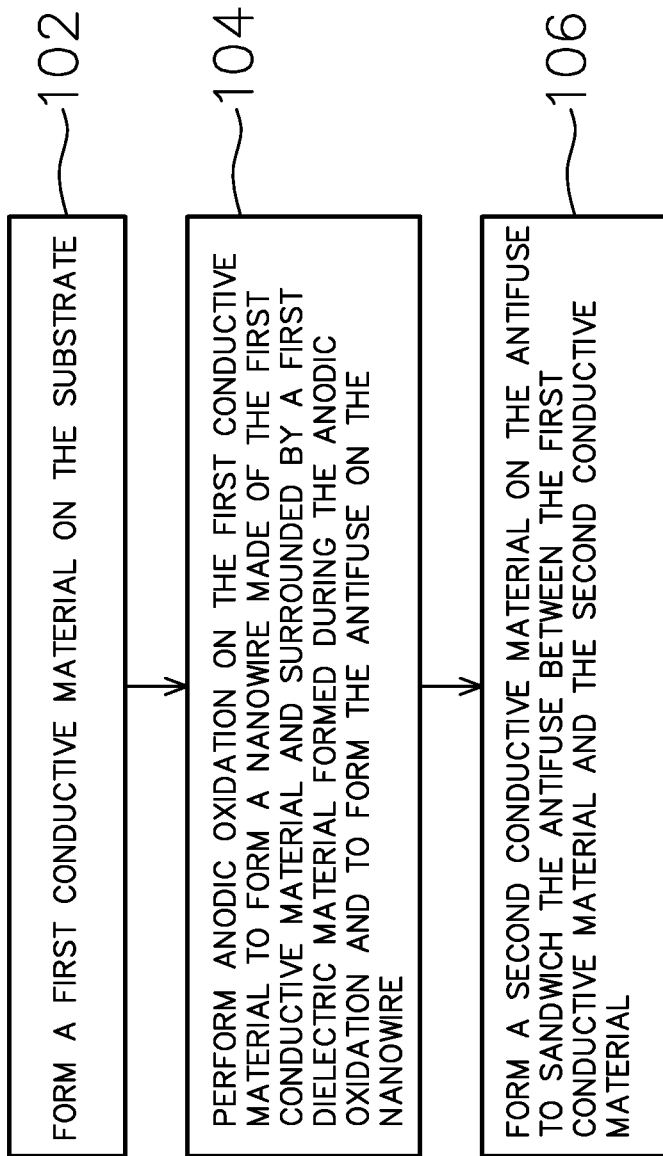 FORM A FIRST CONDUCTIVE MATERIAL ON THE SUBSTRATE
102
PERFORM ANODIC OXIDATION ON THE FIRST CONDUCTIVE
MATERIAL TO FORM A NANOWIRE MADE OF THE FIRST
CONDUCTIVE MATERIAL AND SURROUNDED BY A FIRST
DIELECTRIC MATERIAL FORMED DURING THE ANODIC
OXIDATION AND TO FORM THE ANTIFUSE ON THE
NANOWIRE
104
FORM A SECOND CONDUCTIVE MATERIAL ON THE ANTIFUSE
TO SANDWICH THE ANTIFUSE BETWEEN THE FIRST
CONDUCTIVE MATERIAL AND THE SECOND CONDUCTIVE
MATERIAL
106